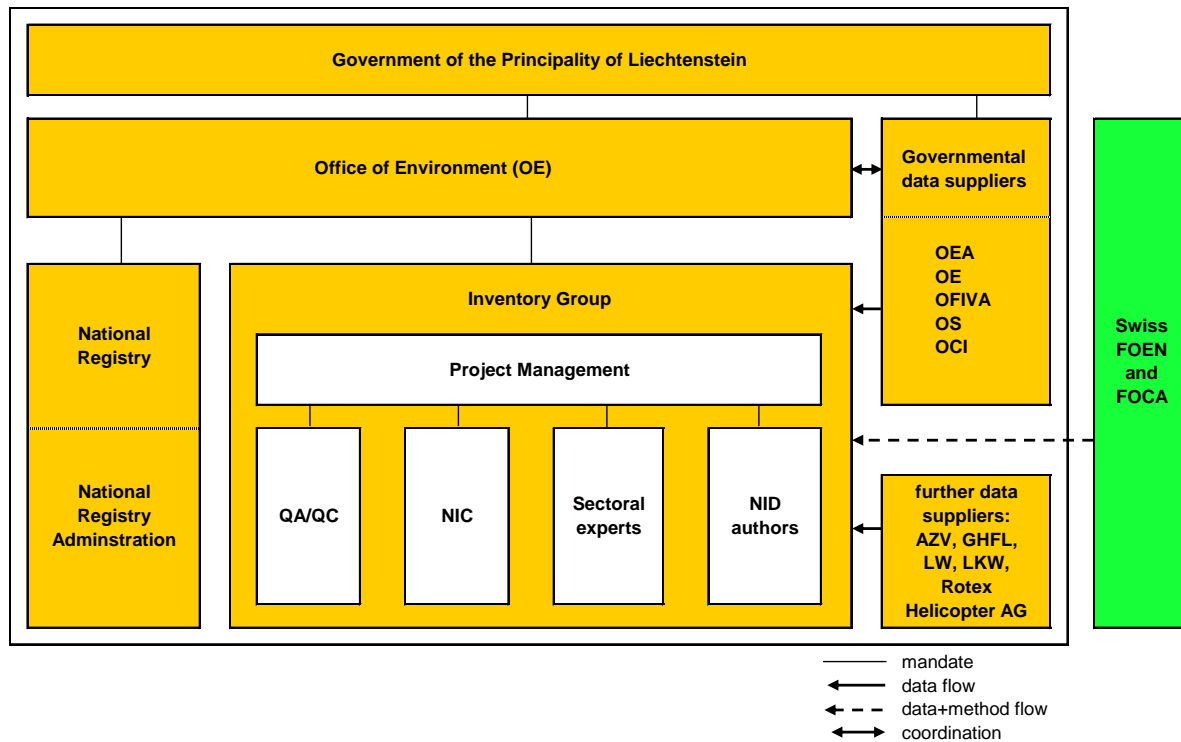 Government of the Principality of Liechtenstein
Office of Environment (OE)
Governmental
data suppliers
OEA
OE
OFIVA
OS
OCI
National
Registry
National
Registry
Adminstration
Inventory Group
Project Management
QA/QC
NIC
Sectoral
experts
NID
authors
further data
suppliers:
AZV, GHFL,
LW, LKW,
Rotex
Helicopter AG
Swiss
FOEN
and
FOCA
mandate
data flow
data+method flow
coordination